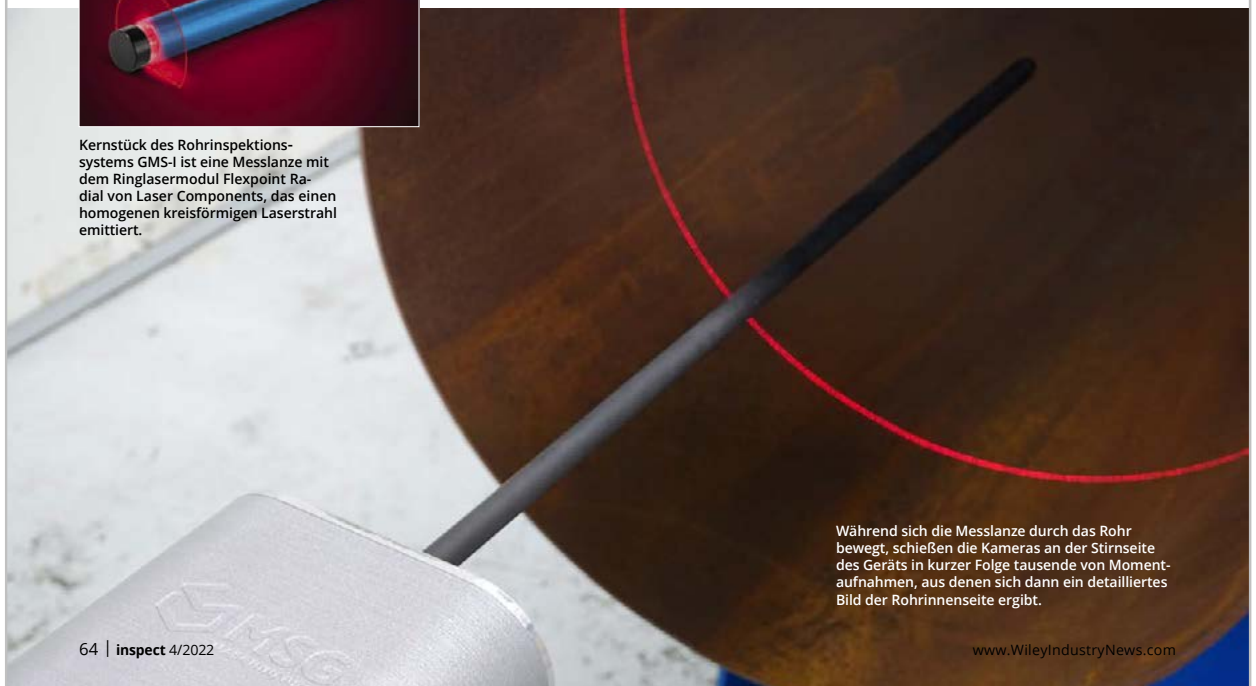 Kernstück des Rohrinspektions-
systems GMS-I ist eine Messlanze mit
dem Ringlasermodul Flexpoint Ra-
dial von Laser Components, das einen
homogenen kreisförmigen Laserstrahl
emittiert.
Während sich die Messlanze durch das Rohr
bewegt, schießen die Kameras an der Stirnseite
des Geräts in kurzer Folge tausende von Moment-
aufnahmen, aus denen sich dann ein detailliertes
Bild der Rohrinnenseite ergibt.
MSG
64 | inspect 4/2022
www.WileyIndustryNews.com